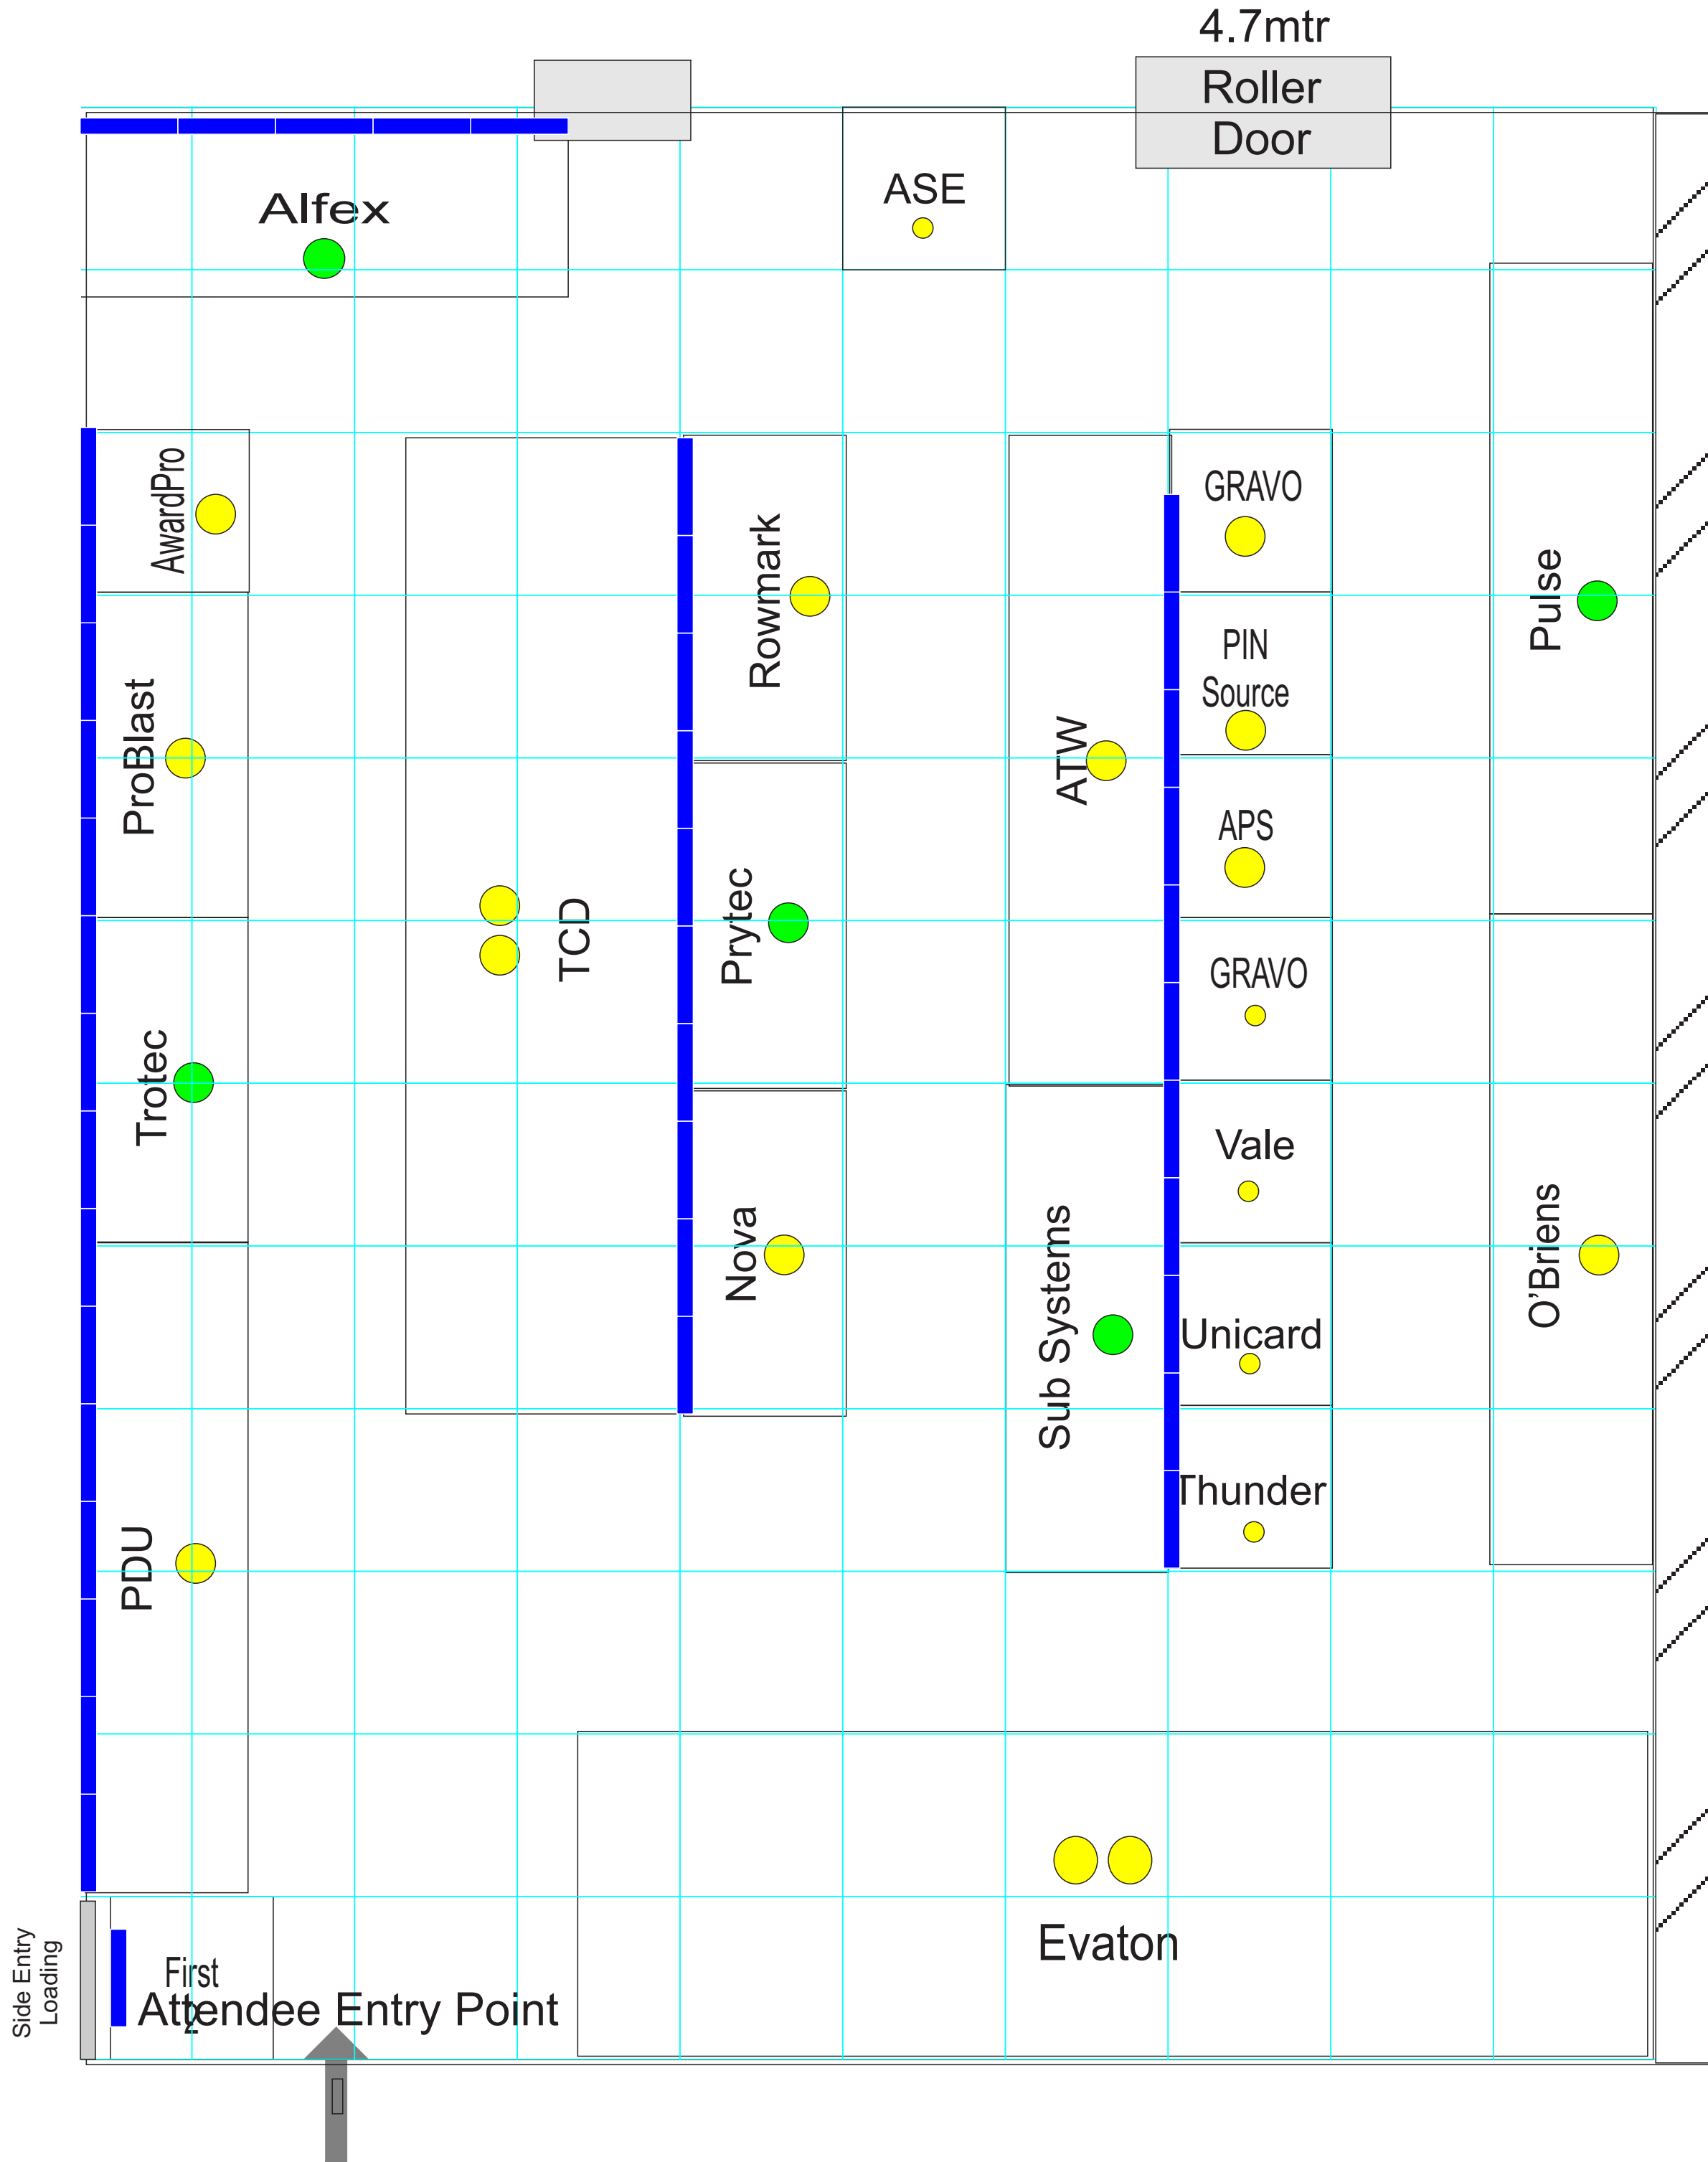 4.7mtr
Roller
Door
Alfex
ASE
AwardPro
GRAVO
Rowmark
Pulse
PIN
Source
ProBlast
ATW
APS
TCD
Prytec
GRAVO
Trotec
Vale
Nova
Sub Systems
O'Briens
Unicard
Thunder
PDU
Evaton
Side Entry
Loading
First
Attendee Entry Point